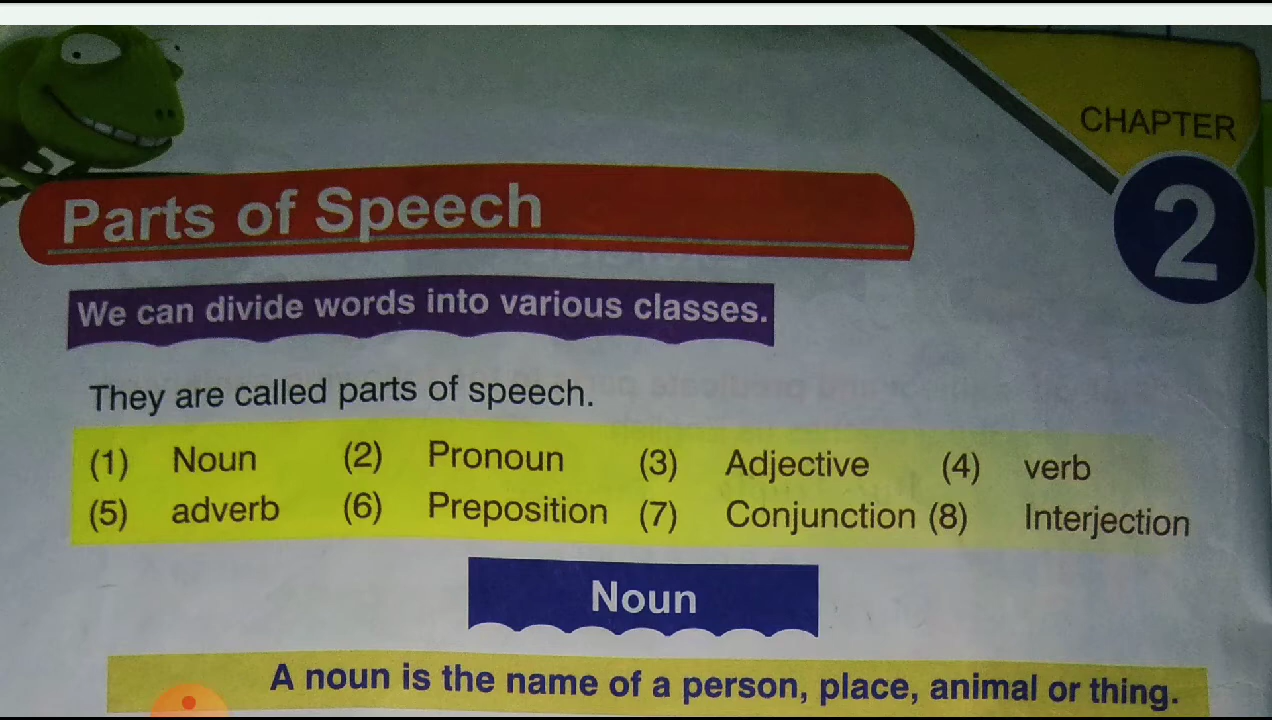 CHAPTER
2
Parts of Speech
We can divide words into various classes.
They are called parts of speech.
(1) Noun (2) Pronoun (3) Adjective (4) verb
(5) adverb (6) Preposition (7) Conjunction (8) Interjection
Noun
A noun is the name of a person, place, animal or thing.